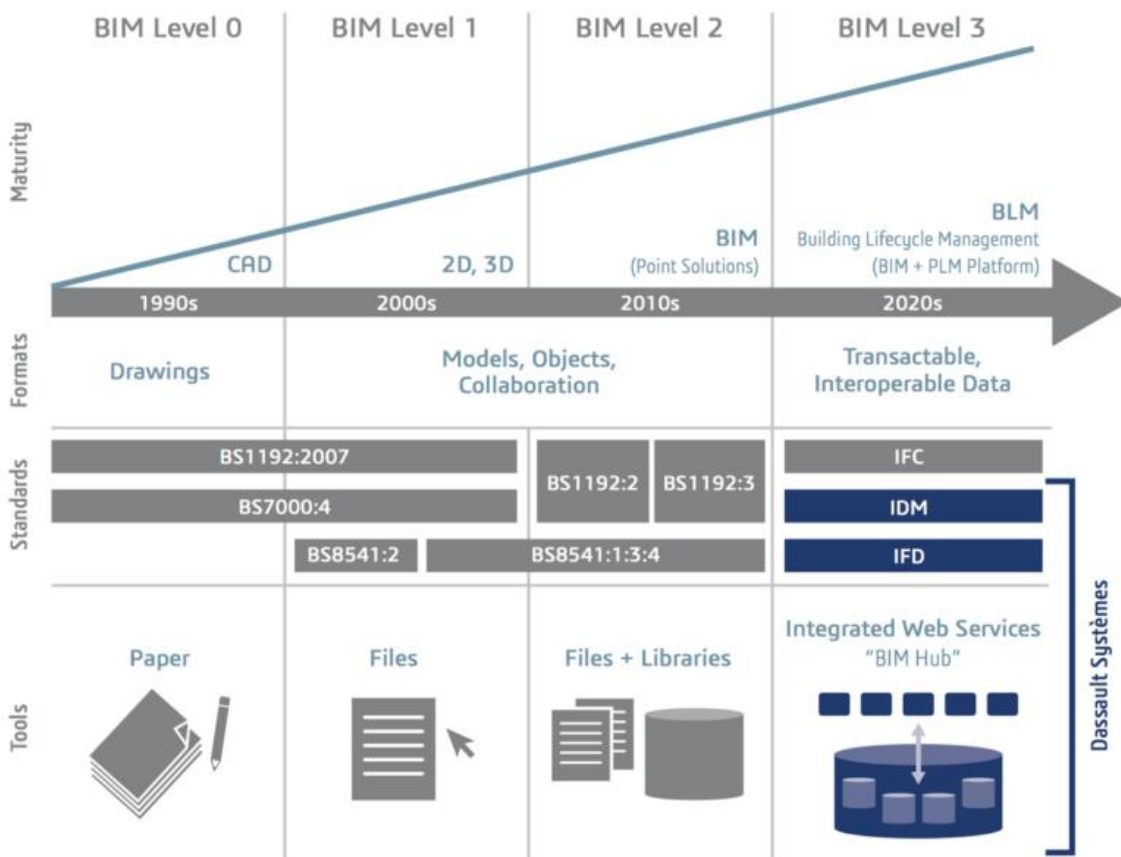 BIM Level 0
BIM Level 1
BIM Level 2
BIM Level 3
Maturity
CAD
2D, 3D
BIM
(Point Solutions)
BLM
Building Lifecycle Management
(BIM + PLM Platform)
1990s
2000s
2010s
2020s
Formats
Drawings
Models, Objects,
Collaboration
Transactable,
Interoperable Data
Standards
BS1192:2007
BS7000:4
BS8541:2
BS8541:1:3:4
BS1192:2
BS1192:3
IFC
IDM
IFD
Tools
Paper
Files
Files + Libraries
Integrated Web Services
“BIM Hub”
Dassault Systèmes